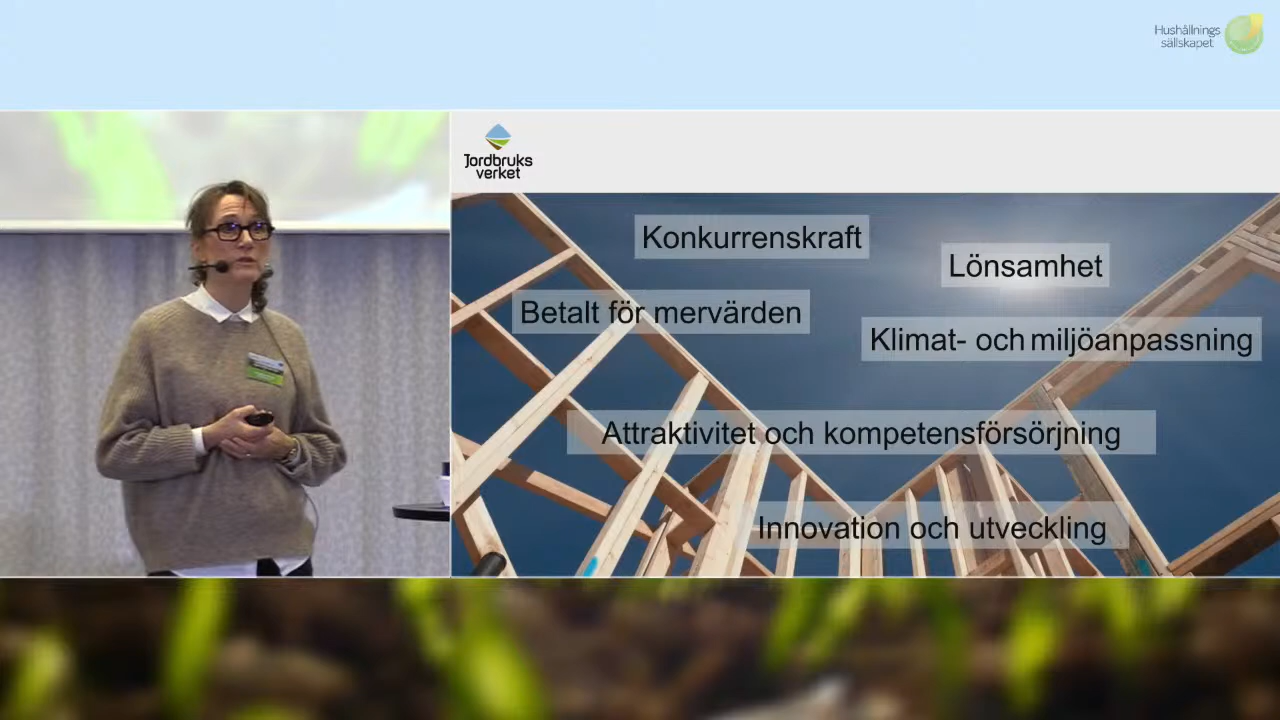 Hushållnings
sällskapet
Jordbruks
verket
Konkurrenskraft
Lönsamhet
Betalt för mervärden
Klimat- och miljöanpassning
Attraktivitet och kompetensförsörjning
Innovation och utveckling